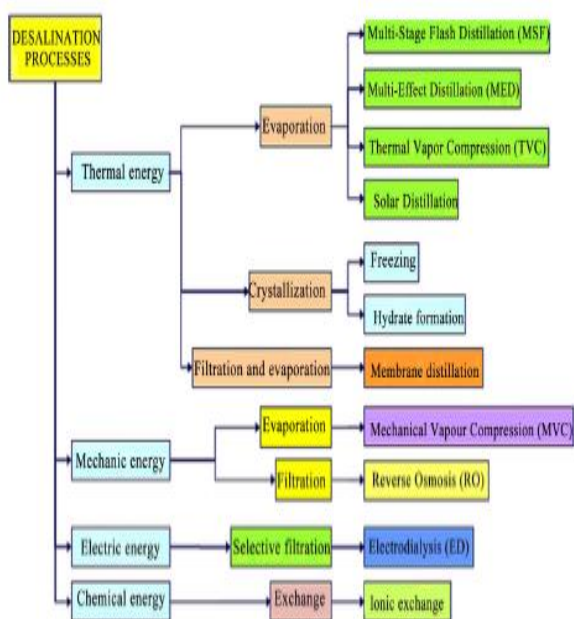 DESALINATION
PROCESSES
Multi-Stage Flash Distillation (MSF)
Multi-Effect Distillation (MED)
Evaporation
Thermal Vapor Compression (TVC)
Thermal energy
Solar Distillation
Freezing
Crystallization
Hydrate formation
Filtration and evaporation
Membrane distillation
Evaporation
Mechanical Vapour Compression (MVC)
Mechanic energy
Filtration
Reverse Osmosis (RO)
Electric energy
Selective filtration
Electrodialysis (ED)
Chemical energy
Exchange
Ionic exchange